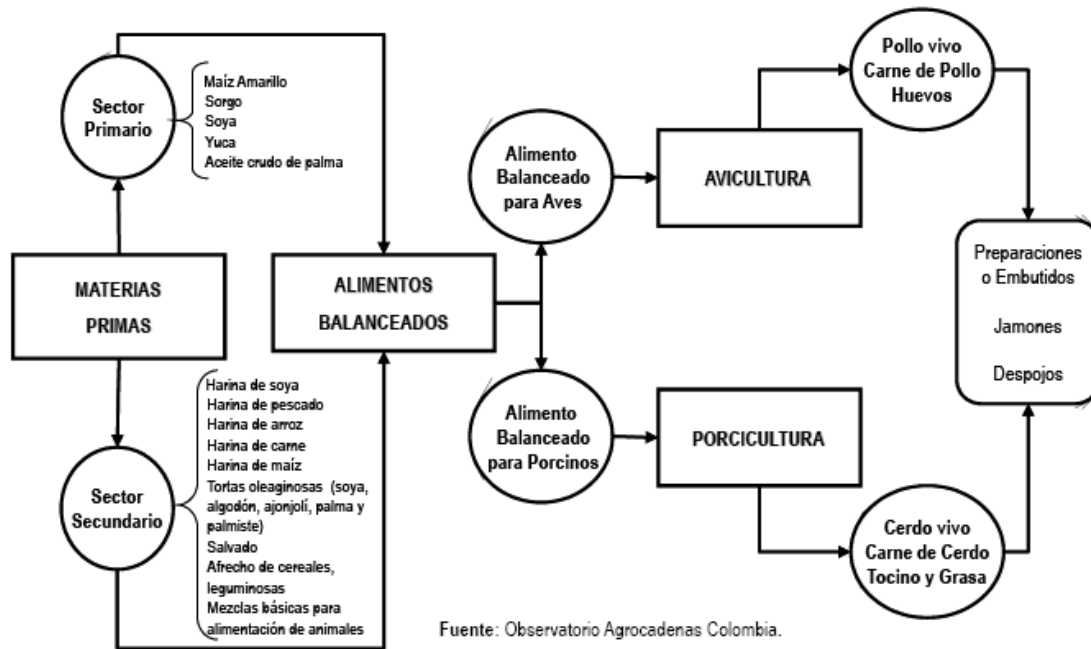 Sector
Primario
Maíz Amarillo
Sorgo
Soya
Yuca
Aceite crudo de palma
MATERIAS
PRIMAS
Sector
Secundario
Harina de soya
Harina de pescado
Harina de arroz
Harina de carne
Harina de maíz
Tortas oleaginosas (soya,
algodón, ajonjolí, palma y
palmiste)
Salvado
Afrecho de cereales,
leguminosas
Mezclas básicas para
alimentación de animales
ALIMENTOS
BALANCEADOS
Alimento
Balanceado
para Aves
AVICULTURA
Pollo vivo
Carne de Pollo
Huevos
Alimento
Balanceado
para Porcinos
PORCICULTURA
Cerdo vivo
Carne de Cerdo
Tocino y Grasa
Preparaciones
o Embutidos
Jamones
Despojos
Fuente: Observatorio Agrocadenas Colombia.